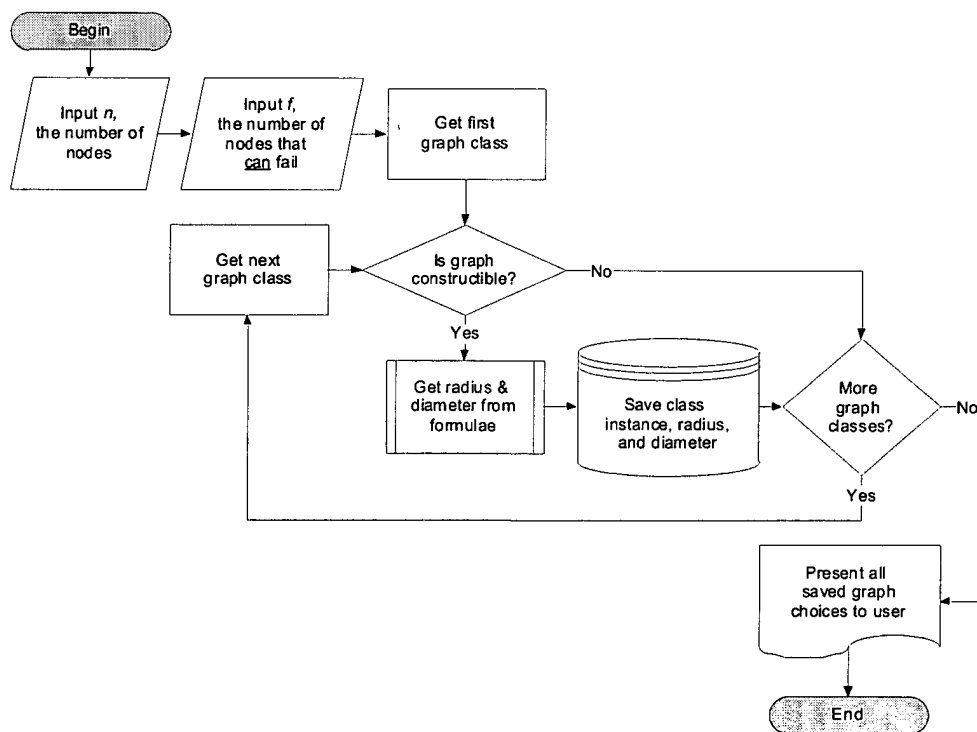 Begin
Input n,
the number of
nodes
Input f,
the number of
nodes that
can fail
Get first
graph class
Get next
graph class
Is graph
constructible?
No
Yes
Get radius &
diameter from
formulae
Save class
instance, radius,
and diameter
More
graph
classes?
No
Yes
Present all
saved graph
choices to user
End